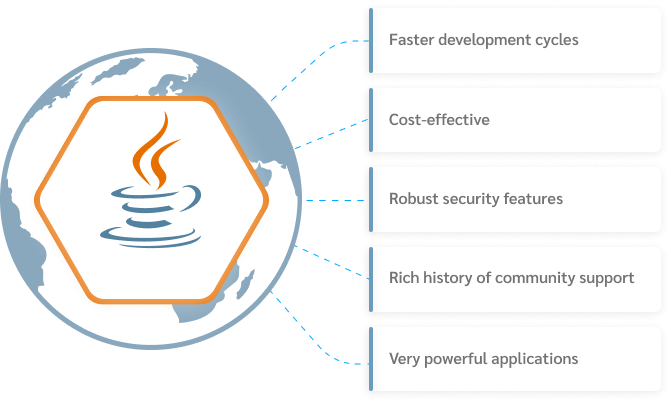 Faster development cycles
Cost-effective
Robust security features
Rich history of community support
Very powerful applications